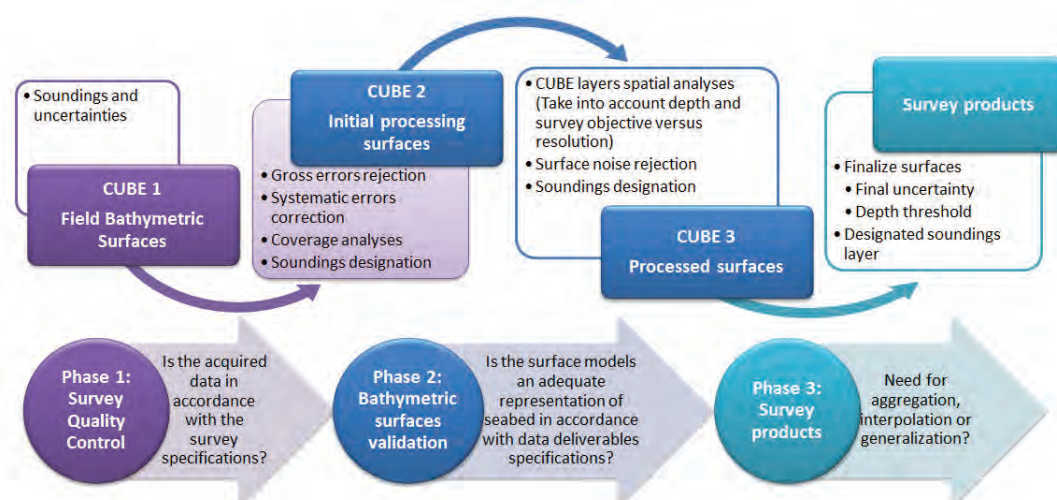 • Soundings and
uncertainties
CUBE 1
Field Bathymetric
Surfaces
CUBE 2
Initial processing
surfaces
• Gross errors rejection
• Systematic errors
correction
• Coverage analyses
• Soundings designation
• CUBE layers spatial analyses
(Take into account depth and
survey objective versus
resolution)
• Surface noise rejection
• Soundings designation
CUBE 3
Processed surfaces
Survey products
• Finalize surfaces
• Final uncertainty
• Depth threshold
• Designated soundings
layer
Phase 1:
Survey
Quality
Control
Is the acquired
data in
accordance
with the
survey
specifications?
Phase 2:
Bathymetric
surfaces
validation
Is the surface models
an adequate
representation of
seabed in accordance
with data deliverables
specifications?
Phase 3:
Survey
products
Need for
aggregation,
interpolation or
generalization?